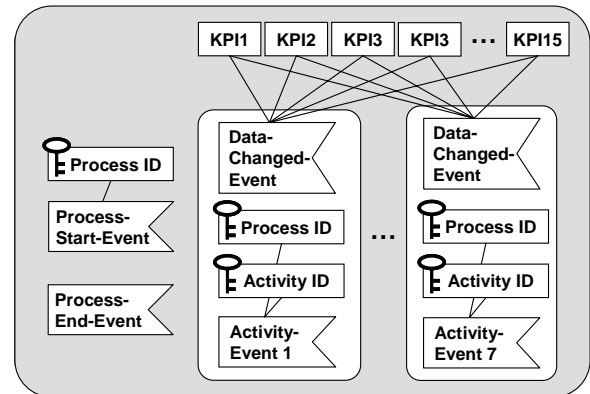 KPI1 KPI2 KPI3 KPI3 ... KPI15
Data-
Changed-
Event
Data-
Changed-
Event
Process ID
Process-
Start-Event
Process-
End-Event
Process ID
Activity ID
Activity-
Event 1
...
Process ID
Activity ID
Activity-
Event 7